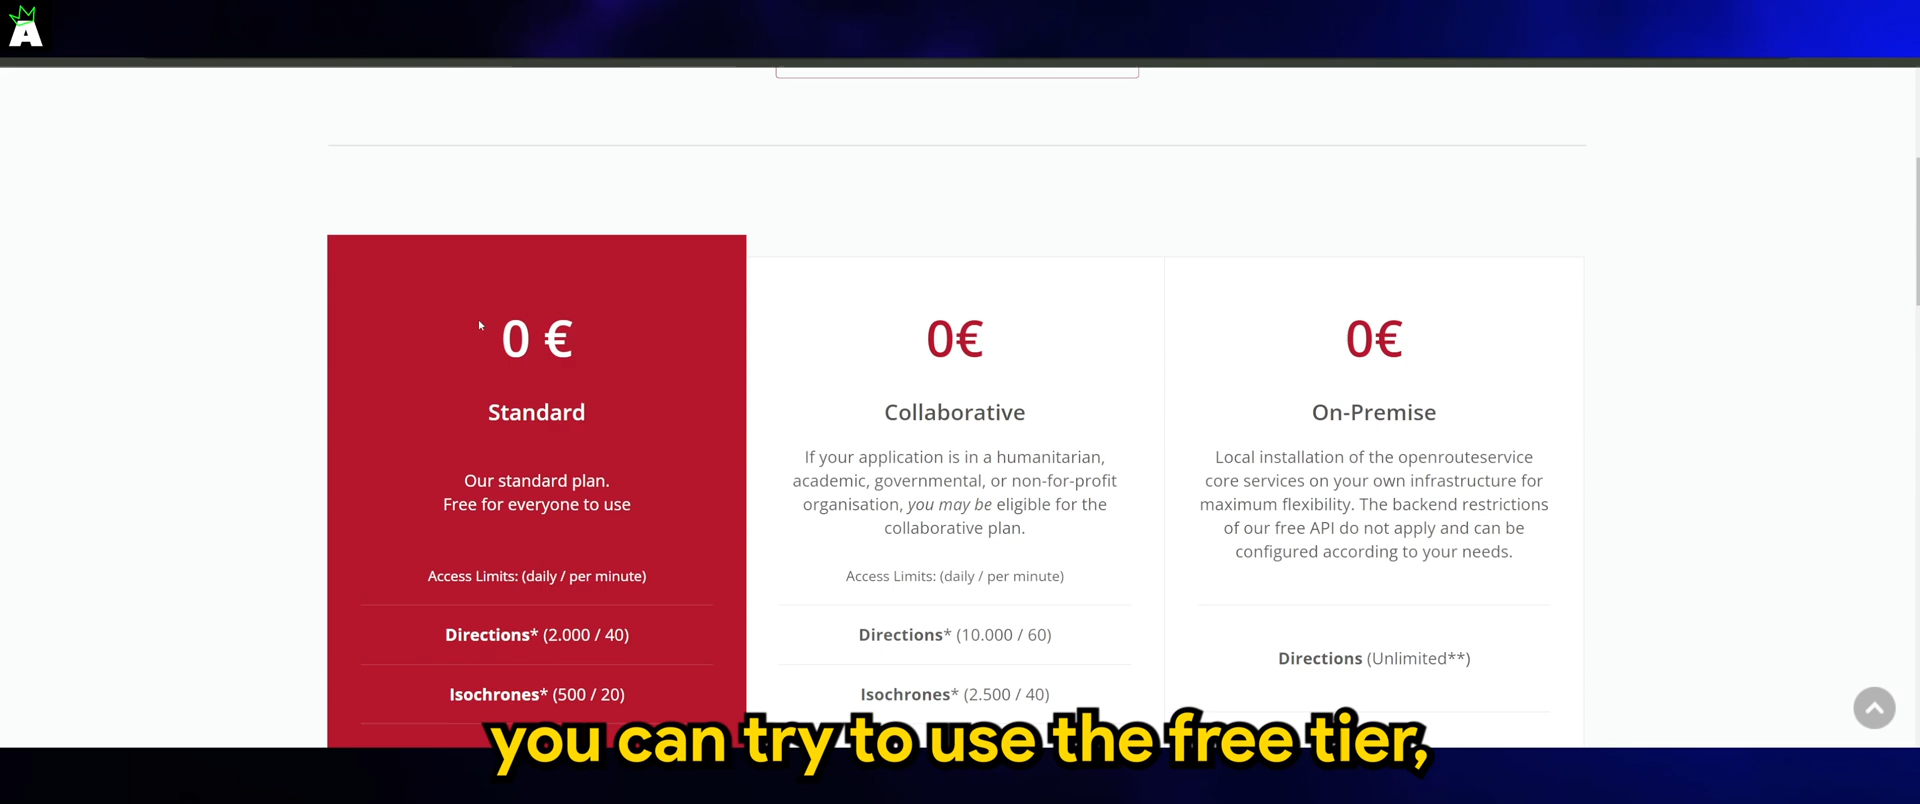 A
0 €
Standard
Our standard plan.
Free for everyone to use
Access Limits: (daily / per minute)
Directions* (2.000 / 40)
Isochrones* (500 / 20)
0€
Collaborative
If your application is in a humanitarian,
academic, governmental, or non-for-profit
organisation, you may be eligible for the
collaborative plan.
Access Limits: (daily / per minute)
Directions* (10.000 / 60)
Isochrones* (2.500 / 40)
0€
On-Premise
Local installation of the openrouteservice
core services on your own infrastructure for
maximum flexibility. The backend restrictions
of our free API do not apply and can be
configured according to your needs.
Directions (Unlimited**)
you can try to use the free tier,